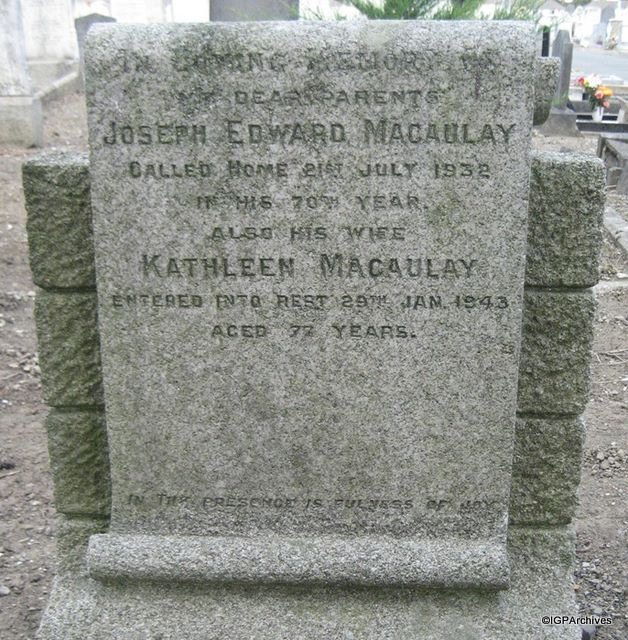 IN LOVING MEMORY OF
MY DEAR PARENTS
JOSEPH EDWARD MACAULAY
CALLED HOME 21ST JULY 1932
IN HIS 70TH YEAR.
ALSO HIS WIFE
KATHLEEN MACAULAY
ENTERED INTO REST 29TH JAN. 1943
AGED 77 YEARS.
IN THY PRESENCE IS FULNESS OF JOY
©IGPArchives